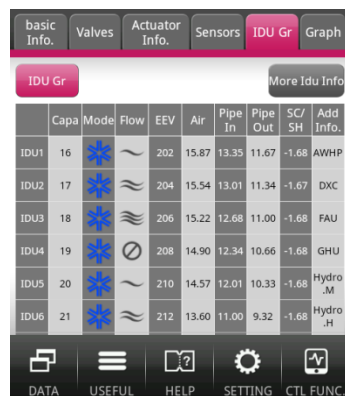 basic Info. Valves Actuator Info. Sensors IDU Gr Graph
IDU Gr More Idu Info
Capa Mode Flow EEV Air Pipe In Pipe Out SC/ SH Add Info.
IDU1 16 202 15.87 13.35 11.67 -1.68 AWHP
IDU2 17 204 15.54 13.01 11.34 -1.67 DXC
IDU3 18 206 15.22 12.68 11.00 -1.68 FAU
IDU4 19 208 14.90 12.34 10.66 -1.68 GHU
IDU5 20 210 14.57 12.01 10.33 -1.68 Hydro .M
IDU6 21 212 13.60 11.00 9.32 -1.68 Hydro .H
DATA USEFUL HELP SETTING CTL FUNC.